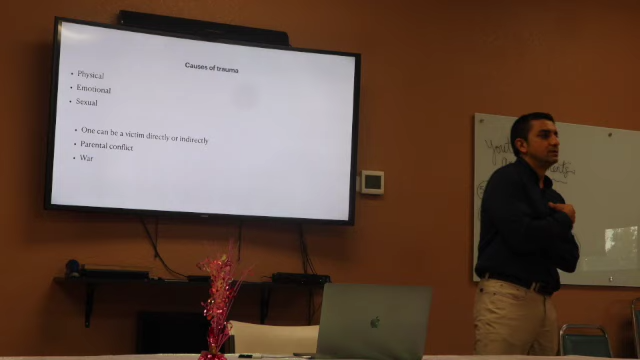 Causes of trauma
• Physical
• Emotional
• Sexual
• One can be a victim directly or indirectly
• Parental conflict
• War